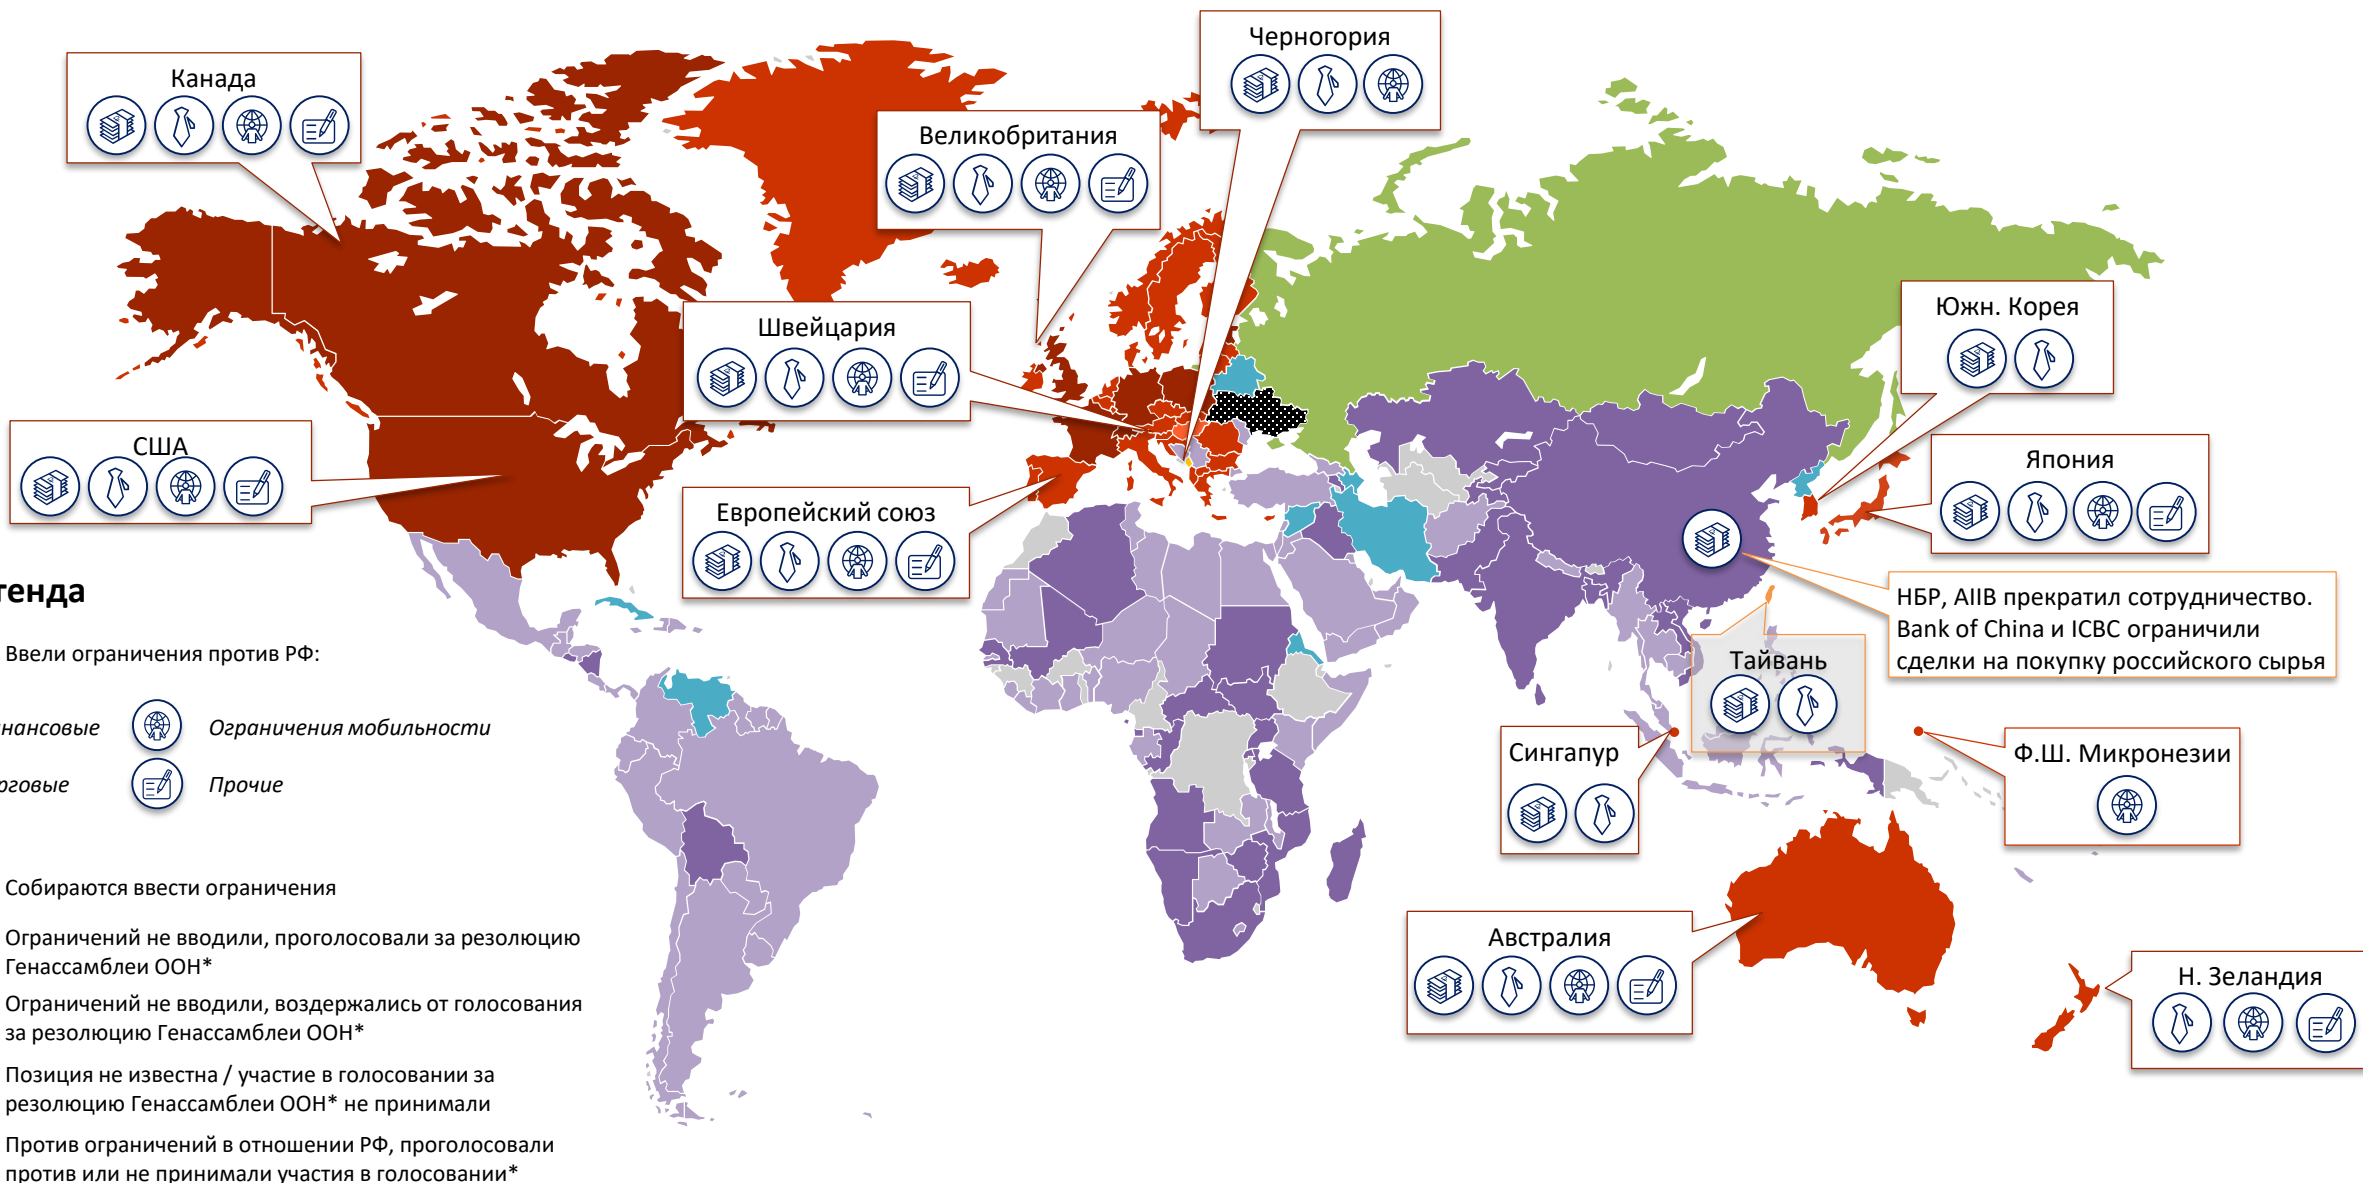 Черногория
Канада
Великобритания
Южн. Корея
Швейцария
США
Япония
Европейский союз
НБР, AIIB прекратил сотрудничество.
Bank of China и ICBC ограничили
сделки на покупку российского сырья
Тайвань
Сингапур
Ф.Ш. Микронезии
Австралия
Н. Зеландия
генда
Ввели ограничения против РФ:
нансовые
Ограничения мобильности
рговые
Прочие
Собираются ввести ограничения
Ограничений не вводили, проголосовали за резолюцию
Генассамблеи ООН*
Ограничений не вводили, воздержались от голосования
за резолюцию Генассамблеи ООН*
Позиция не известна / участие в голосовании за
резолюцию Генассамблеи ООН* не принимали
Против ограничений в отношении РФ, проголосовали
против или не принимали участия в голосовании*